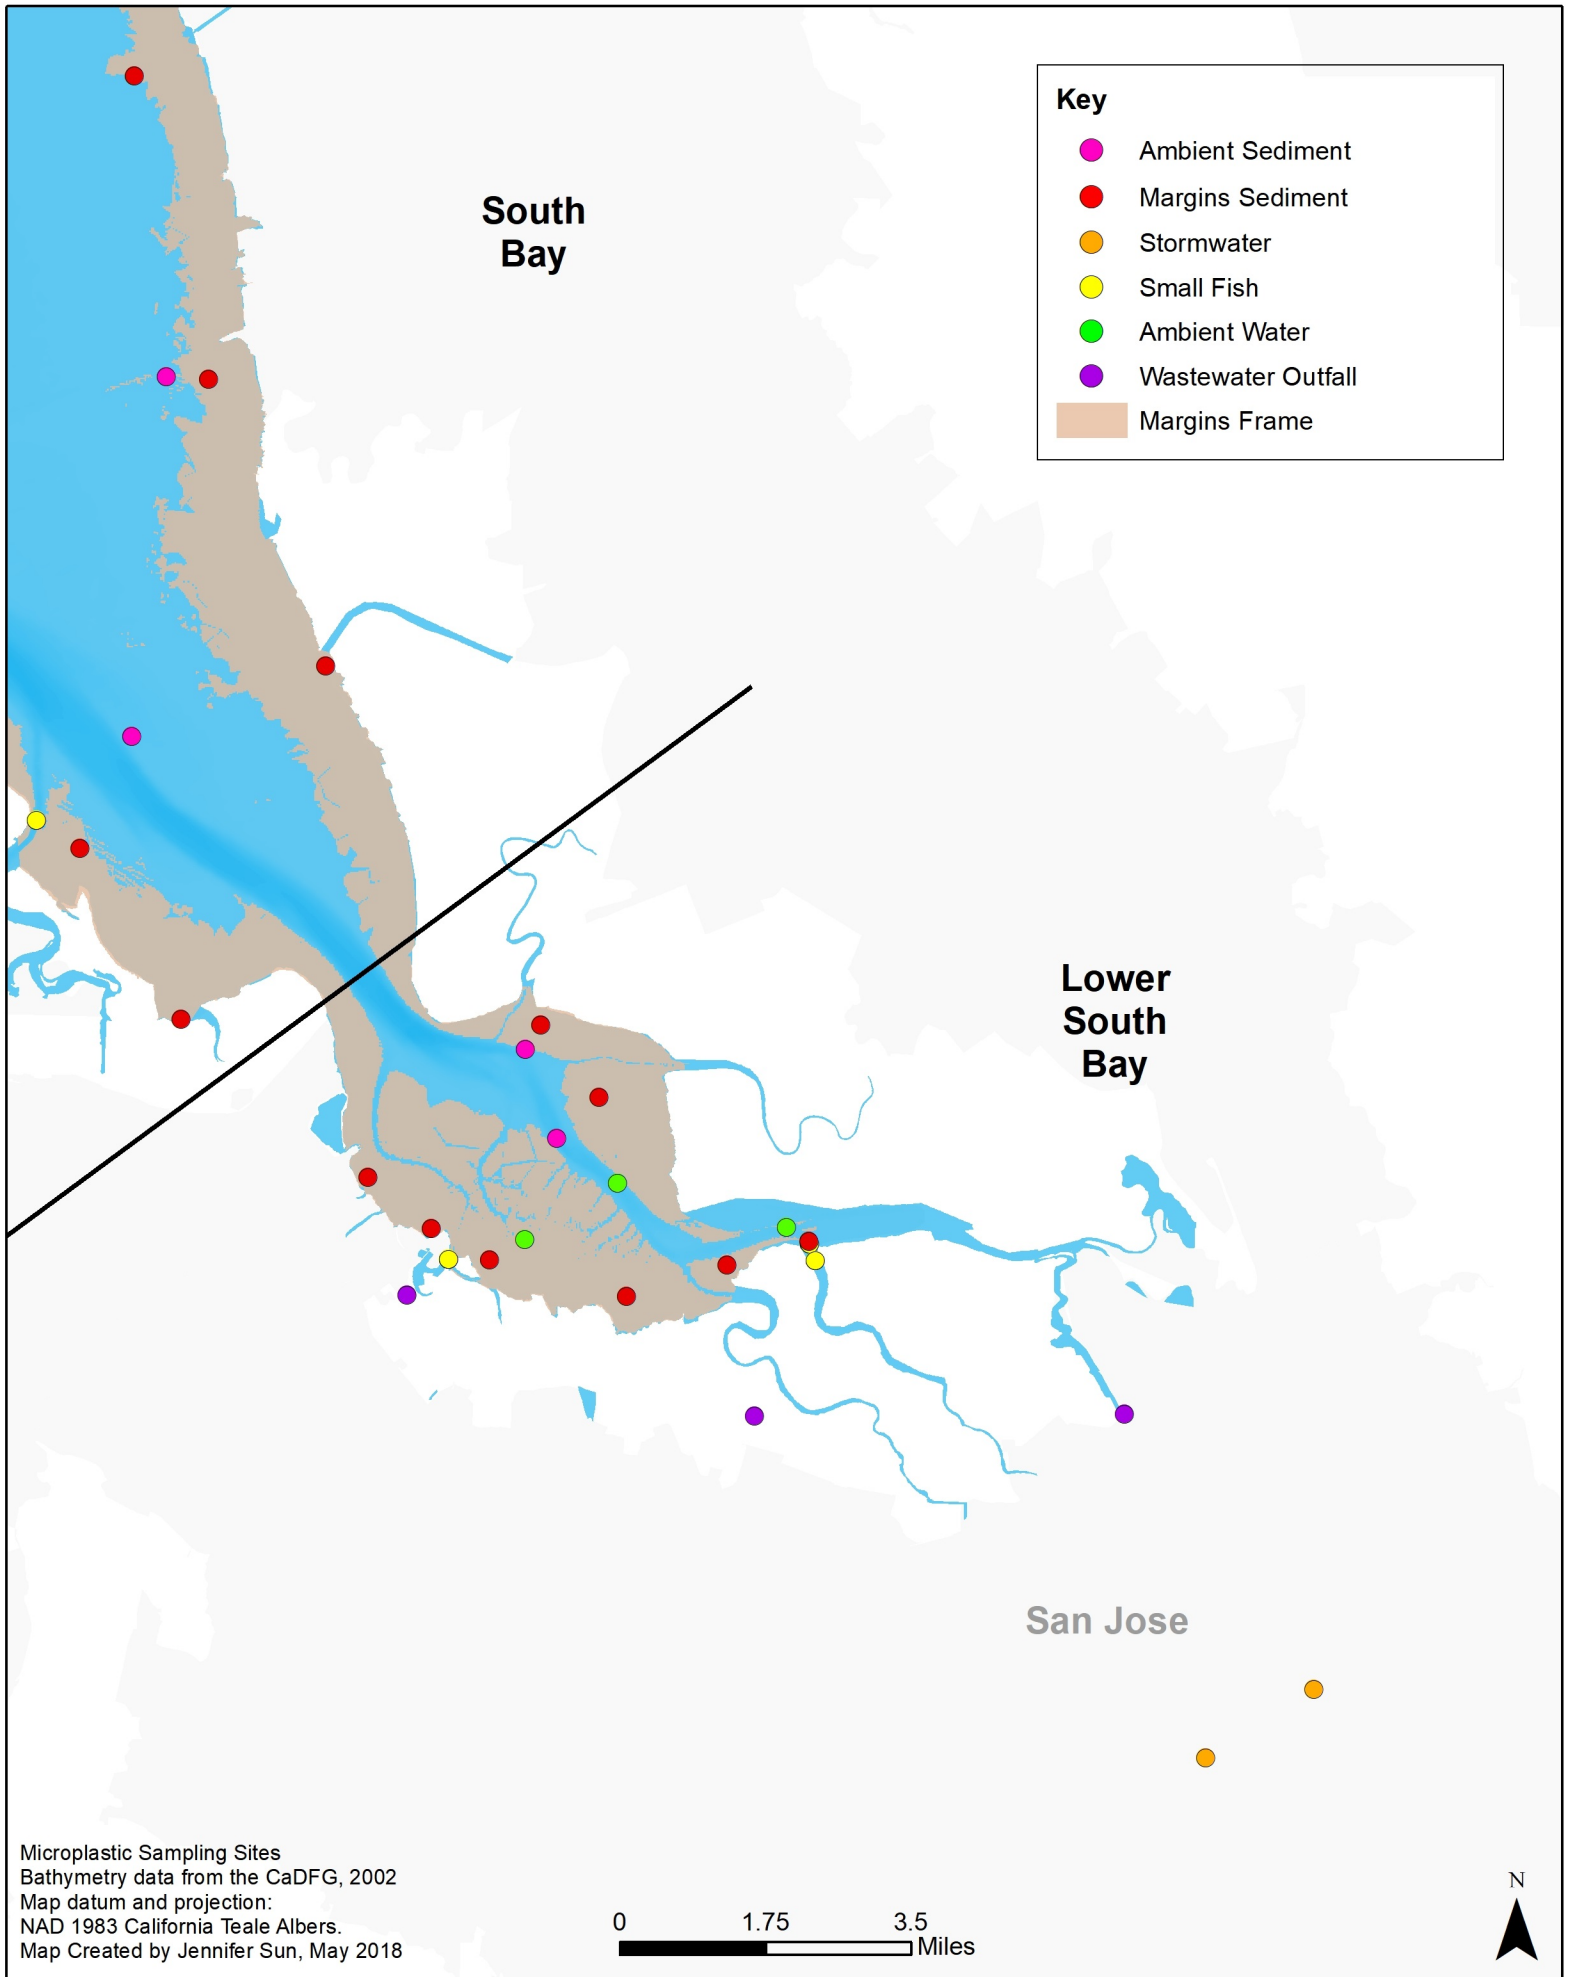 South
Bay
Key
Ambient Sediment
Margins Sediment
Stormwater
Small Fish
Ambient Water
Wastewater Outfall
Margins Frame
Lower
South
Bay
San Jose
Microplastic Sampling Sites
Bathymetry data from the CaDFG, 2002
Map datum and projection:
NAD 1983 California Teale Albers.
Map Created by Jennifer Sun, May 2018
0 1.75 3.5
Miles
N